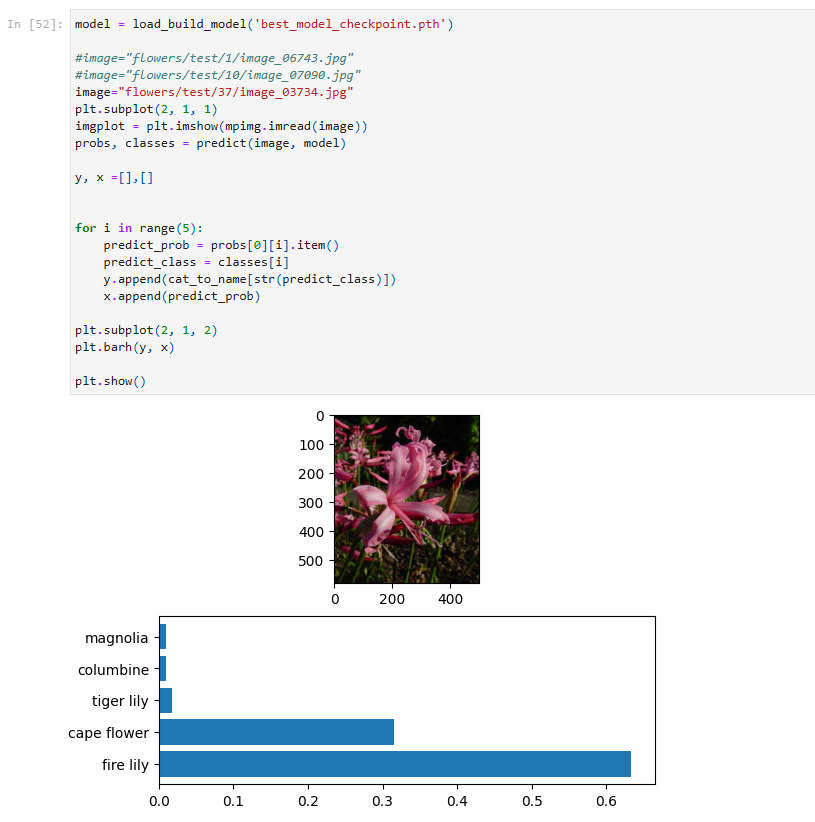 In [52]:
model = load_build_model('best_model_checkpoint.pth')
#image="flowers/test/1/image_06743.jpg"
#image="flowers/test/10/image_07090.jpg"
image="flowers/test/37/image_03734.jpg"
plt.subplot(2, 1, 1)
imgplot = plt.imshow(mpimg.imread(image))
probs, classes = predict(image, model)
y, x =[],[]
for i in range(5):
    predict_prob = probs[0][i].item()
    predict_class = classes[i]
    y.append(cat_to_name[str(predict_class)])
    x.append(predict_prob)
plt.subplot(2, 1, 2)
plt.barh(y, x)
plt.show()
0
100
200
300
400
500
0 200 400
magnolia
columbine
tiger lily
cape flower
fire lily
0.0 0.1 0.2 0.3 0.4 0.5 0.6